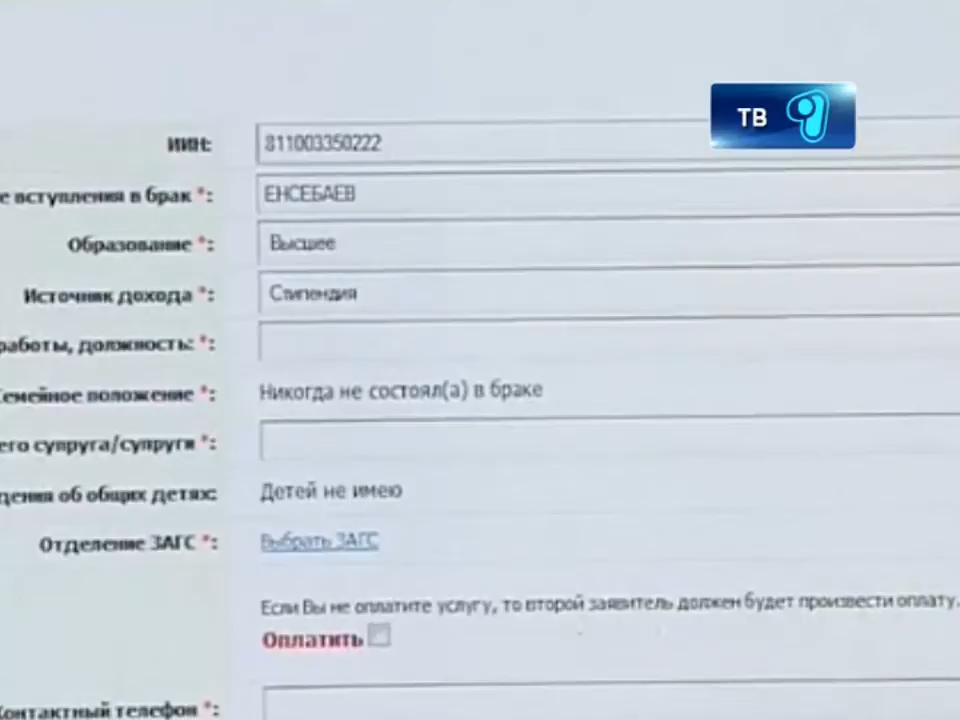 ТВ
ИИН: 811003350222
е вступления в брак *: ЕНСЕБАЕВ
Образование *: Высшее
Источник дохода *: Стипендия
работы, должность: *:
Семейное положение *: Никогда не состоял(а) в браке
его супруга/супруги *:
дения об общих детях: Детей не имею
Отделение ЗАГС *: Выбрать ЗАГС
Если Вы не оплатите услугу, то второй заявитель должен будет произвести оплату.
Оплатить
Контактный телефон *: